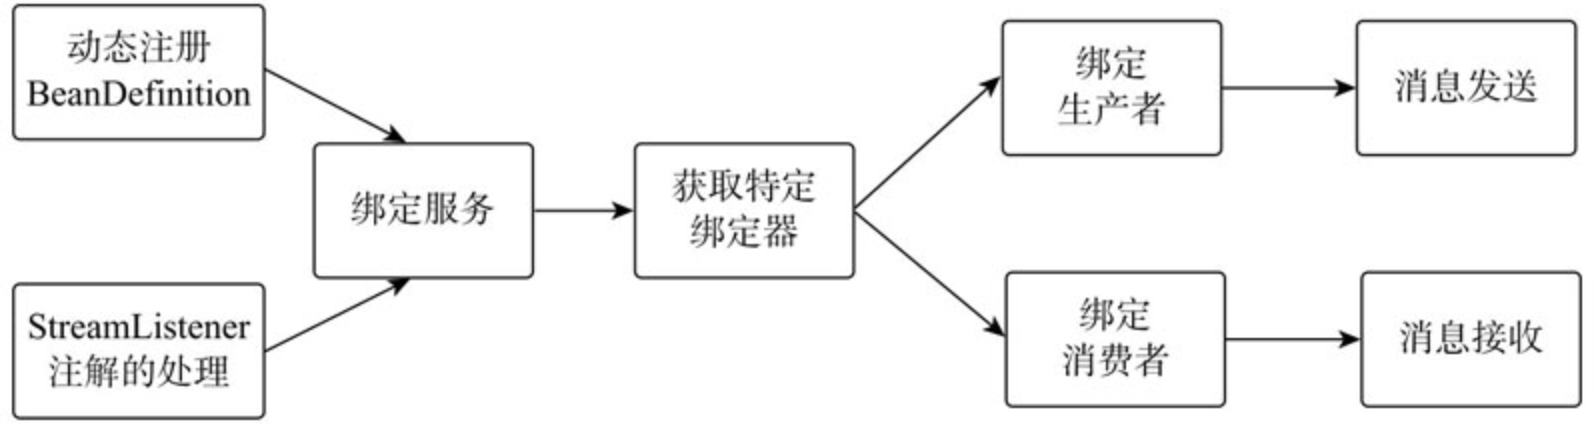 动态注册
BeanDefinition
StreamListener
注解的处理
绑定服务
获取特定
绑定器
绑定
生产者
消息发送
绑定
消费者
消息接收